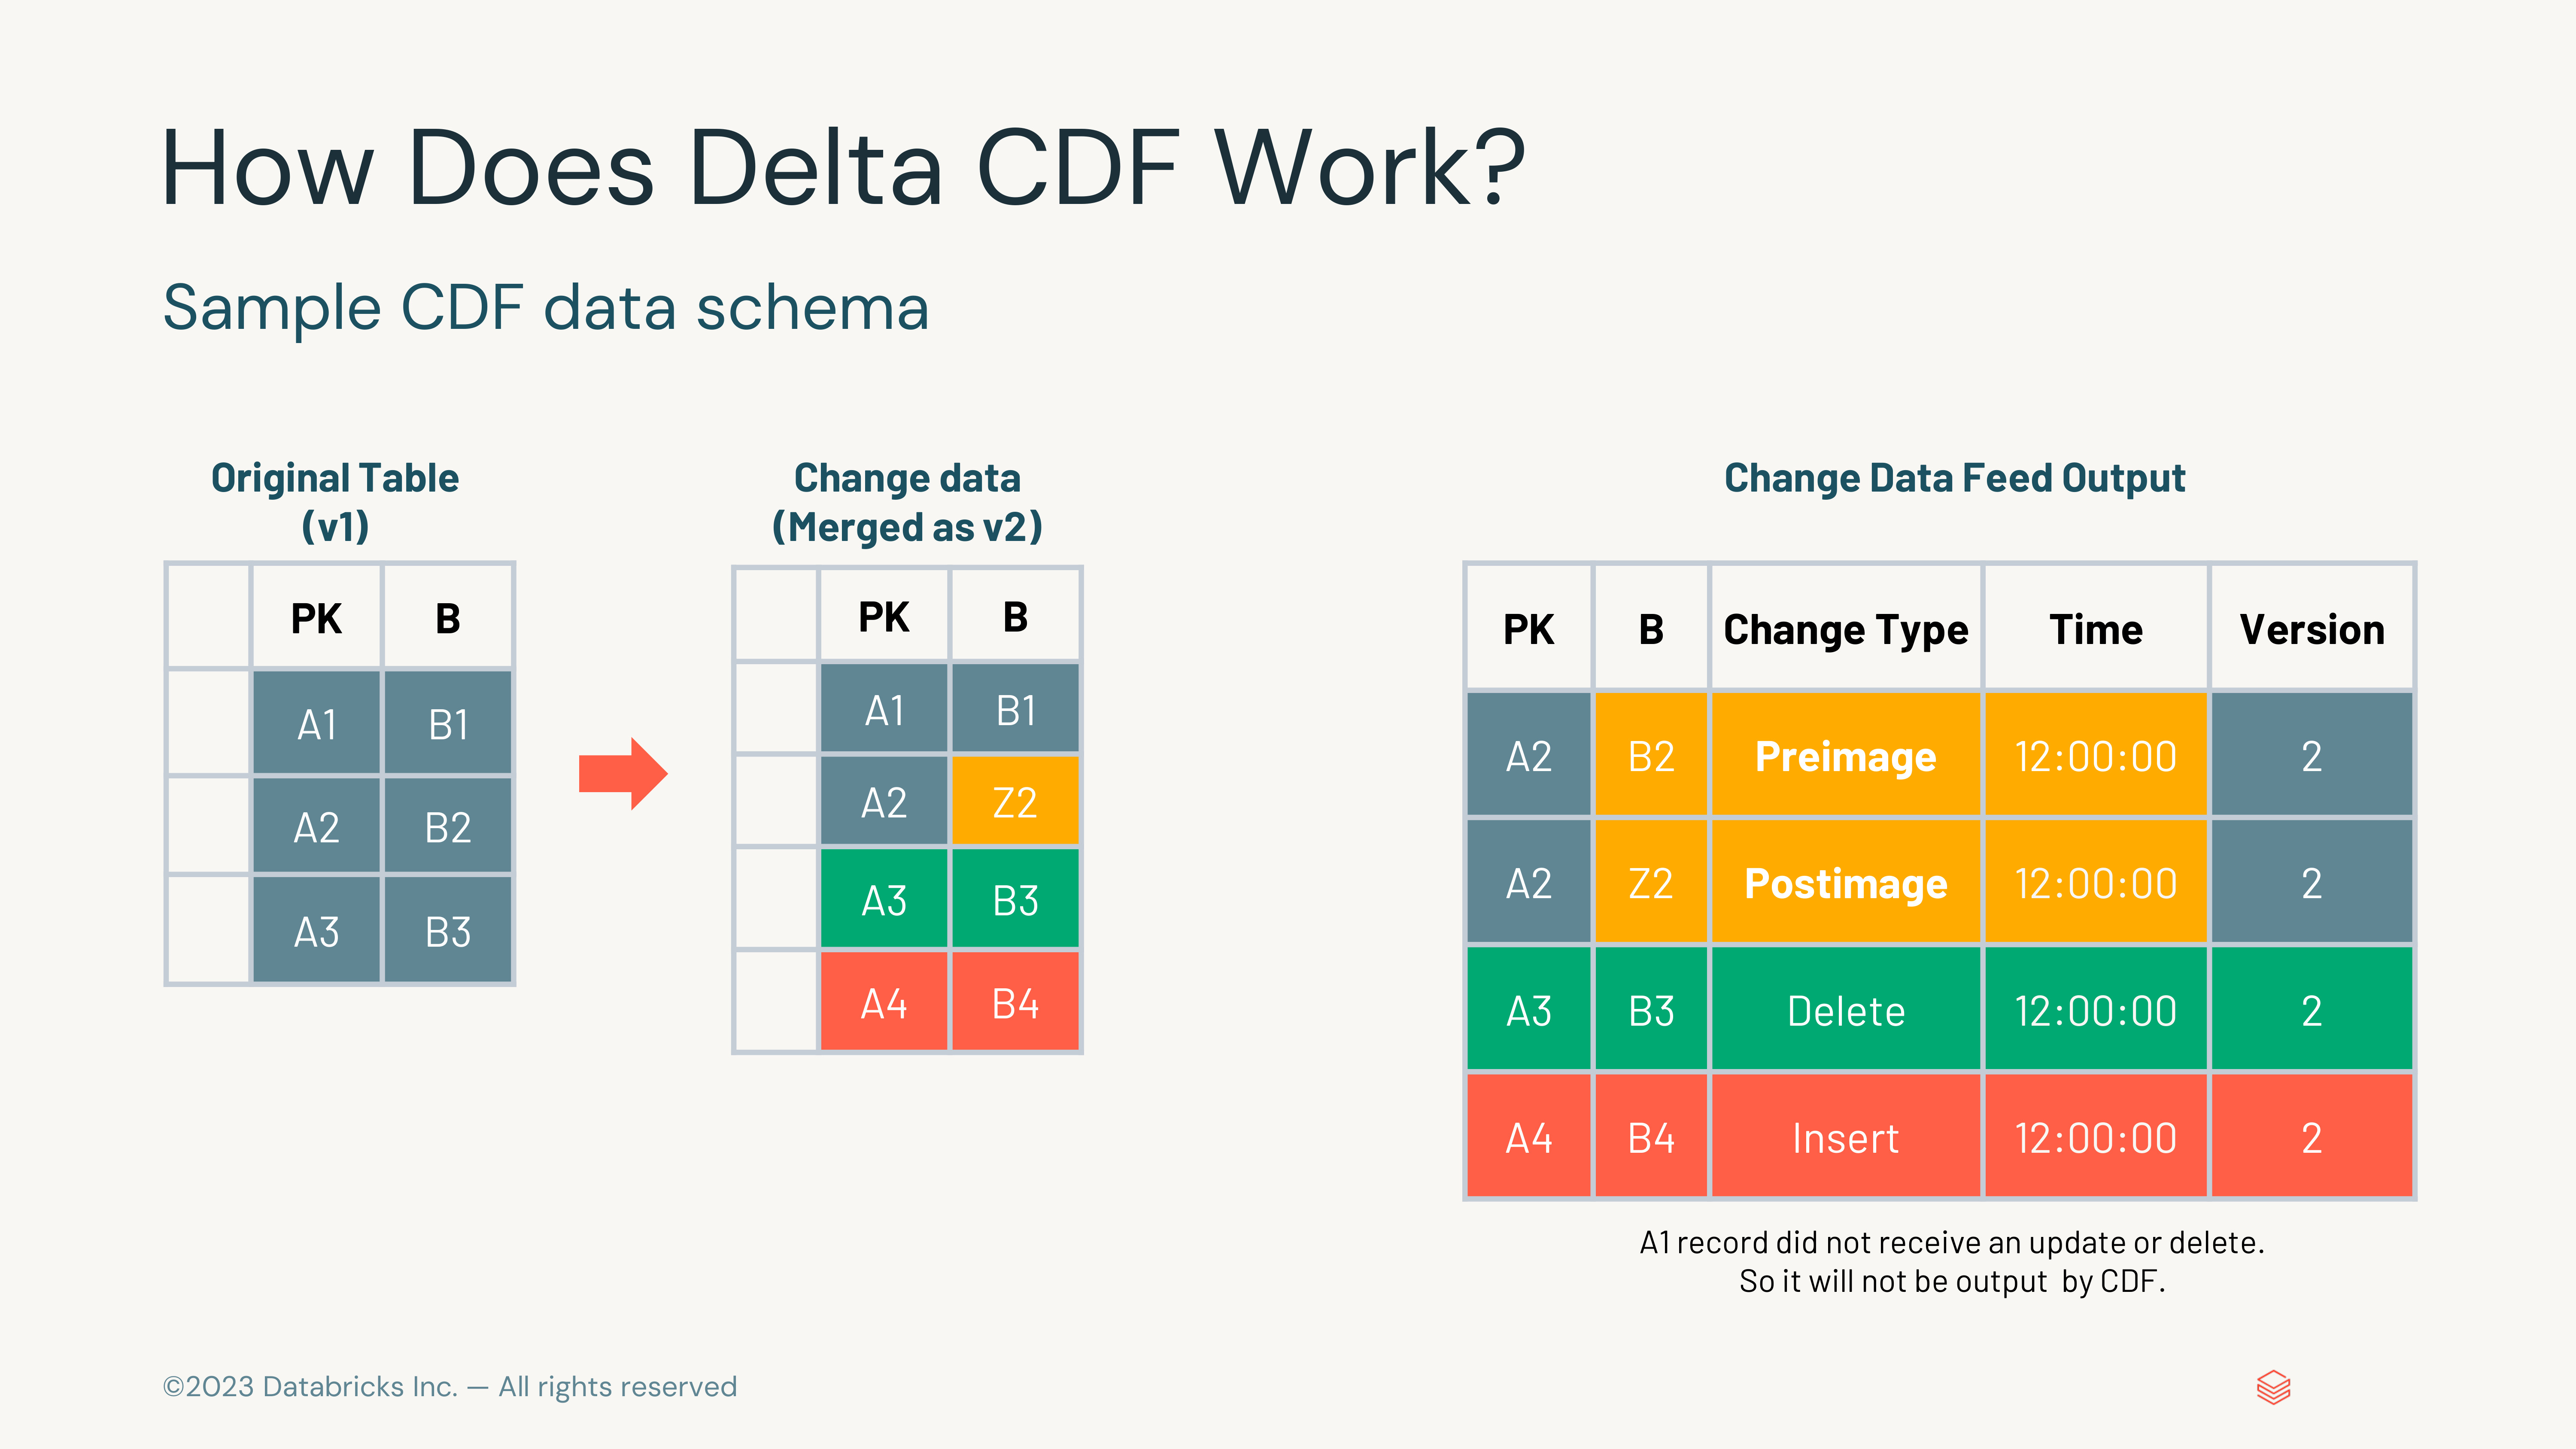 How Does Delta CDF Work?
Sample CDF data schema
Original Table
(v1)
PK B
A1 B1
A2 B2
A3 B3
Change data
(Merged as v2)
PK B
A1 B1
A2 Z2
A3 B3
A4 B4
Change Data Feed Output
PK B Change Type Time Version
A2 B2 Preimage 12:00:00 2
A2 Z2 Postimage 12:00:00 2
A3 B3 Delete 12:00:00 2
A4 B4 Insert 12:00:00 2
A1 record did not receive an update or delete.
So it will not be output by CDF.
©2023 Databricks Inc. — All rights reserved